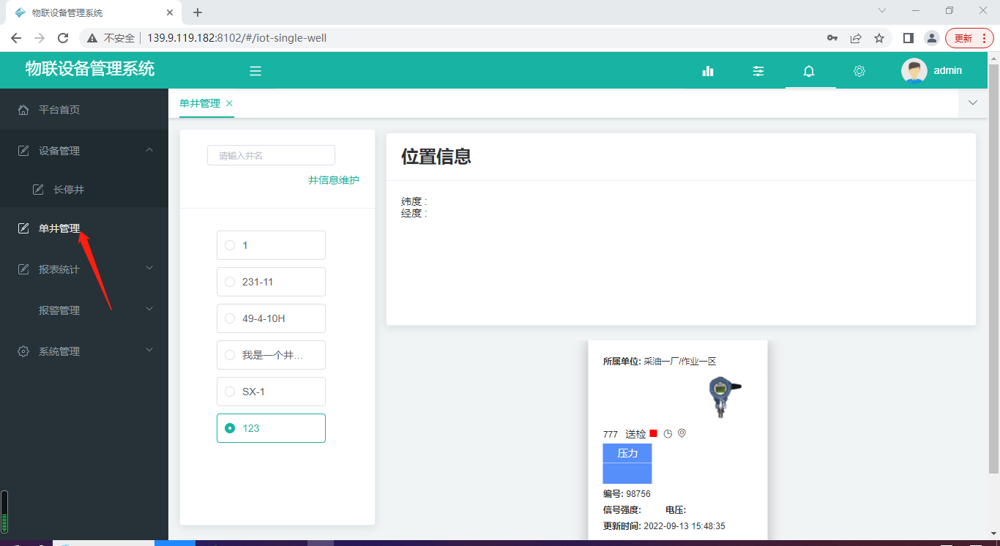 物联设备管理系统
不安全
139.9.119.182:8102/#/iot-single-well
更新
物联设备管理系统
admin
平台首页
设备管理
长停井
单井管理
报表统计
报警管理
系统管理
单井管理
请输入井名
井信息维护
1
231-11
49-4-10H
我是一个井...
SX-1
123
位置信息
纬度 :
经度 :
所属单位: 采油一厂/作业一区
777 送检
压力
编号: 98756
信号强度: 电压:
更新时间: 2022-09-13 15:48:35